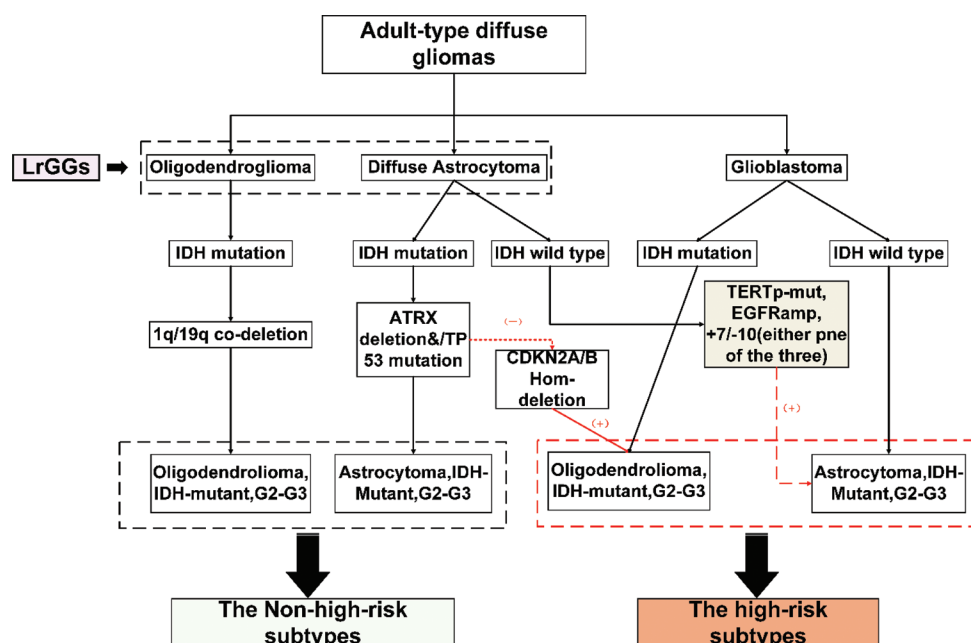 Adult-type diffuse
gliomas
LrGGs
Oligodendroglioma
Diffuse Astrocytoma
Glioblastoma
IDH mutation
IDH mutation
IDH wild type
IDH mutation
IDH wild type
1q/19q co-deletion
ATRX
deletion&/TP
53 mutation
(—)
CDKN2A/B
Hom-
deletion
(+)
TERTp-mut,
EGFRamp,
+7/-10(either pne
of the three)
(+)
Oligodendrolioma,
IDH-mutant,G2-G3
Astrocytoma,IDH-
Mutant,G2-G3
Oligodendrolioma,
IDH-mutant,G2-G3
Astrocytoma,IDH-
Mutant,G2-G3
The Non-high-risk
subtypes
The high-risk
subtypes